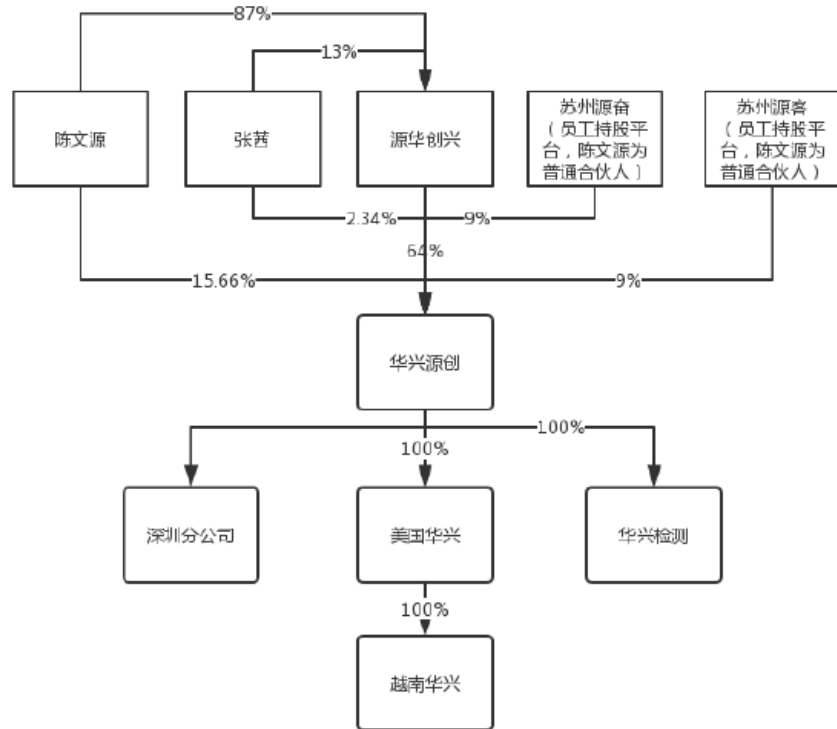 87%
13%
陈文源
张茜
源华创兴
苏州源奋
（员工持股平
台，陈文源为
普通合伙人）
苏州源客
（员工持股平
台，陈文源为
普通合伙人）
2.34%
9%
64%
15.66%
9%
华兴源创
100%
100%
深圳分公司
美国华兴
华兴检测
100%
越南华兴